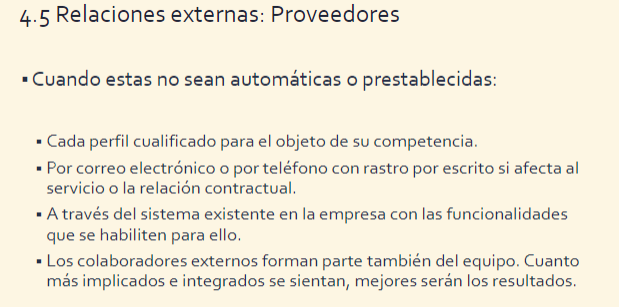 4.5 Relaciones externas: Proveedores
▪ Cuando estas no sean automáticas o prestablecidas:
▪ Cada perfil cualificado para el objeto de su competencia.
▪ Por correo electrónico o por teléfono con rastro por escrito si afecta al
servicio o la relación contractual.
▪ A través del sistema existente en la empresa con las funcionalidades
que se habiliten para ello.
▪ Los colaboradores externos forman parte también del equipo. Cuanto
más implicados e integrados se sientan, mejores serán los resultados.